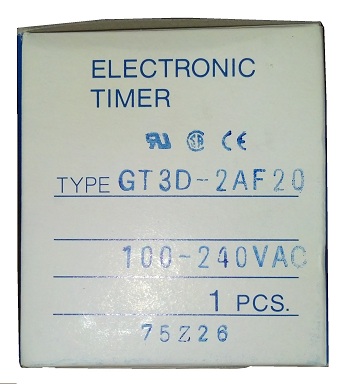 ELECTRONIC
TIMER
TYPE GT3D-2AF20
100-240VAC
1 PCS.
75Z26